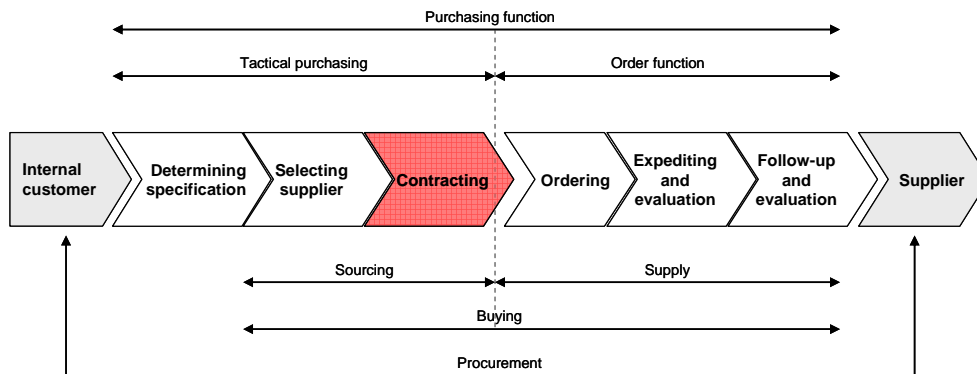 Purchasing function
Tactical purchasing
Order function
Internal
customer
Determining
specification
Selecting
supplier
Contracting
Ordering
Expediting
and
evaluation
Follow-up
and
evaluation
Supplier
Sourcing
Supply
Buying
Procurement